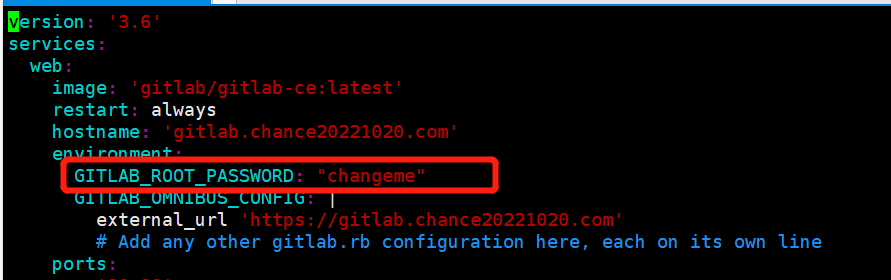 version: '3.6'
services:
  web:
    image: 'gitlab/gitlab-ce:latest'
    restart: always
    hostname: 'gitlab.chance20221020.com'
    environment:
      GITLAB_ROOT_PASSWORD: "changeme"
      GITLAB_OMNIBUS_CONFIG: |
        external_url 'https://gitlab.chance20221020.com'
        # Add any other gitlab.rb configuration here, each on its own line
    ports: